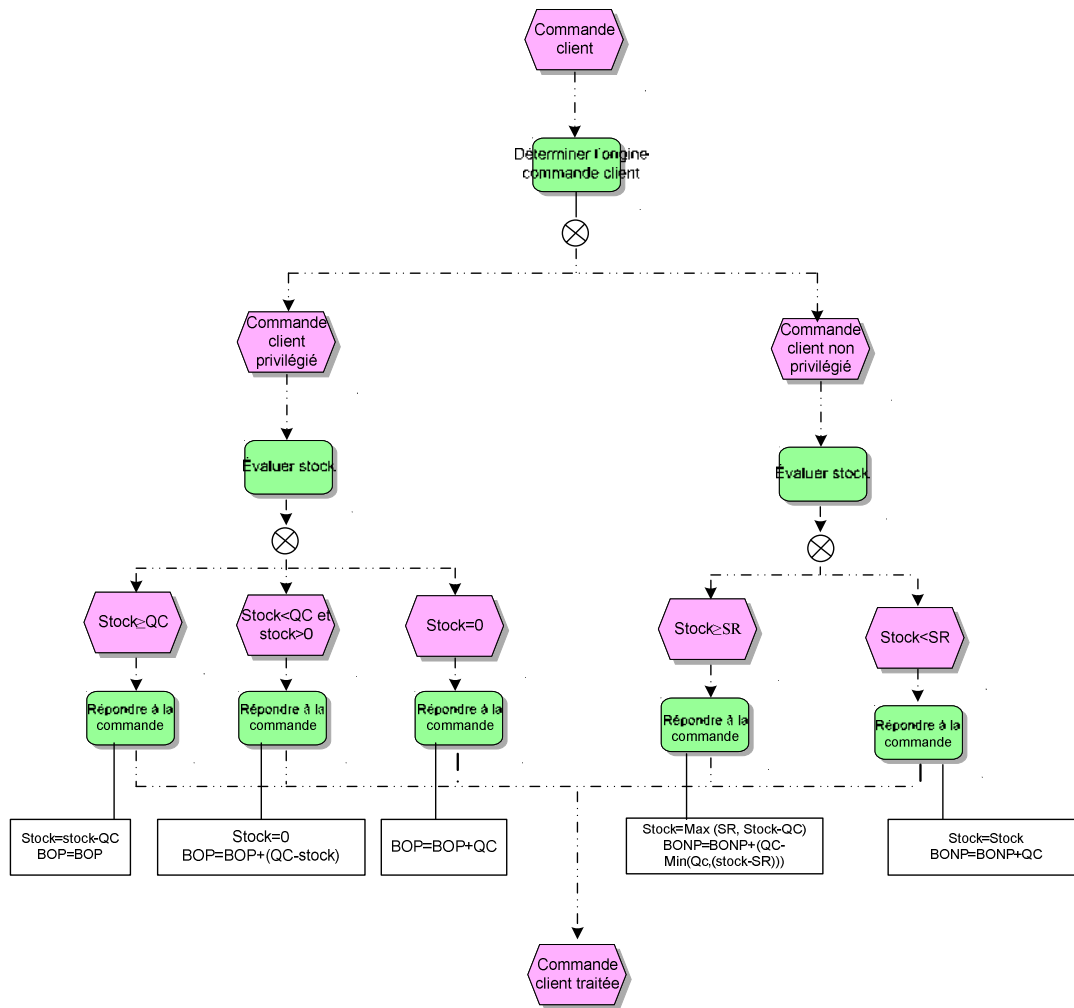 Commande
client
Déterminer l'origine
commande client
Commande
client
privilégié
Commande
client non
privilégié
Évaluer stock
Évaluer stock
Stock≥QC
Stock<QC et
stock>0
Stock=0
Stock≥SR
Stock<SR
Répondre à la
commande
Répondre à la
commande
Répondre à la
commande
Répondre à la
commande
Répondre à la
commande
Stock=stock-QC
BOP=BOP
Stock=0
BOP=BOP+(QC-stock)
BOP=BOP+QC
Stock=Max (SR, Stock-QC)
BONP=BONP+(QC-
Min(Qc,(stock-SR)))
Stock=Stock
BONP=BONP+QC
Commande
client traitée